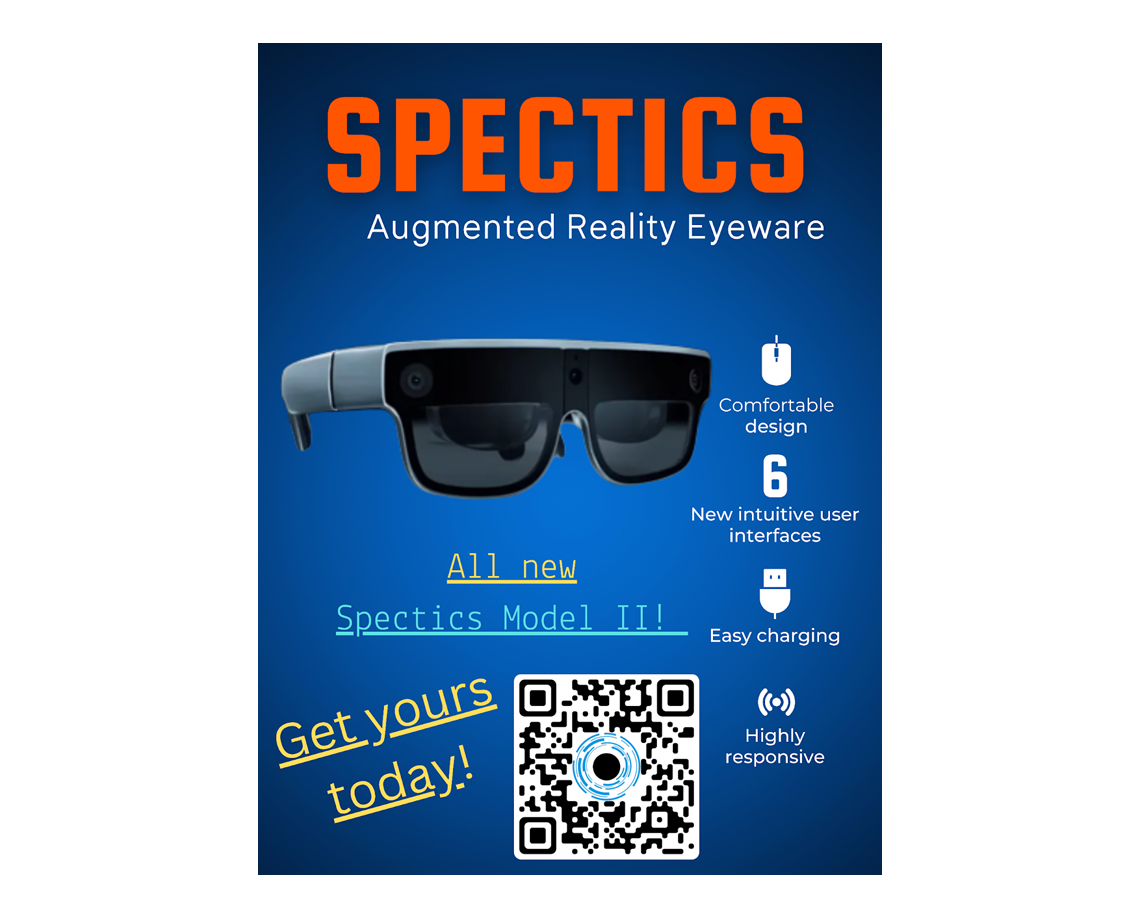 SPECTICS
Augmented Reality Eyeware
Comfortable
design
6
New intuitive user
interfaces
Easy charging
Highly
responsive
All new
Spectics Model II!
Get yours
today!